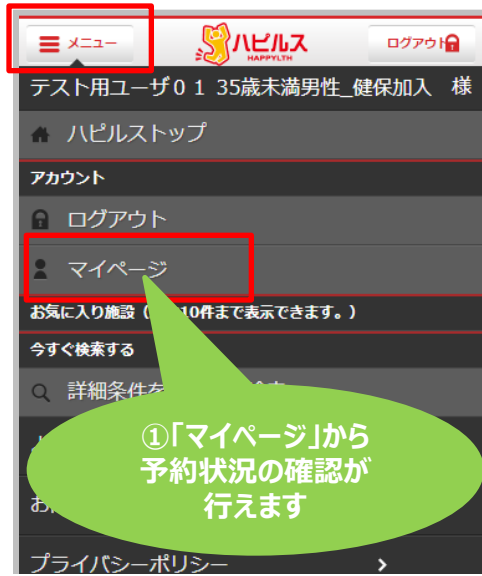 メニュー
ハピルス
HAPPYLTH
ログアウト
テスト用ユーザ01 35歳未満男性_健保加入 様
ハピルストップ
アカウント
ログアウト
マイページ
お気に入り施設（ 10件まで表示できます。）
今すぐ検索する
詳細条件を
①「マイページ」から
予約状況の確認が
行えます
お
プライバシーポリシー